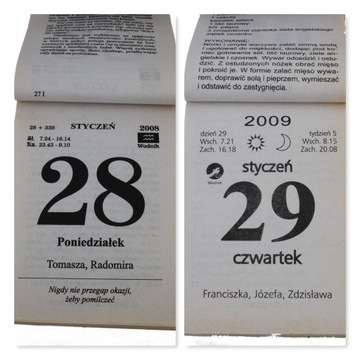 27 I
28 + 338 STYCZEŃ 2008
Sł. 7.24 - 16.14
Ks. 23.43 - 9.10
Wodnik
28
Poniedziałek
Tomasza, Radomira
Nigdy nie przegap okazji,
żeby pomilczeć
WYKONANIE:
Nóżki i umyte warzywa zalać zimną wodą,
i ugotować do miękkości, dodając pod ko-
niec gotowania sól, liść laurowy, ziele ans-
gielskie i czosnek. Wywar odcedzić i ostu-
dzić. Z ostudzonych nóżek obrać mięso
i pokroić je. W formie zalać mięso wywa-
rem, doprawić solą i pieprzem, wymieszać
i odstawić do zastygnięcia.
2009
dzień 29
Wsch. 7.21
Zach. 16.18
tydzień 5
Wsch. 8.15
Zach. 20.08
styczeń
Wodnik
29
czwartek
Franciszka, Józefa, Zdzisława